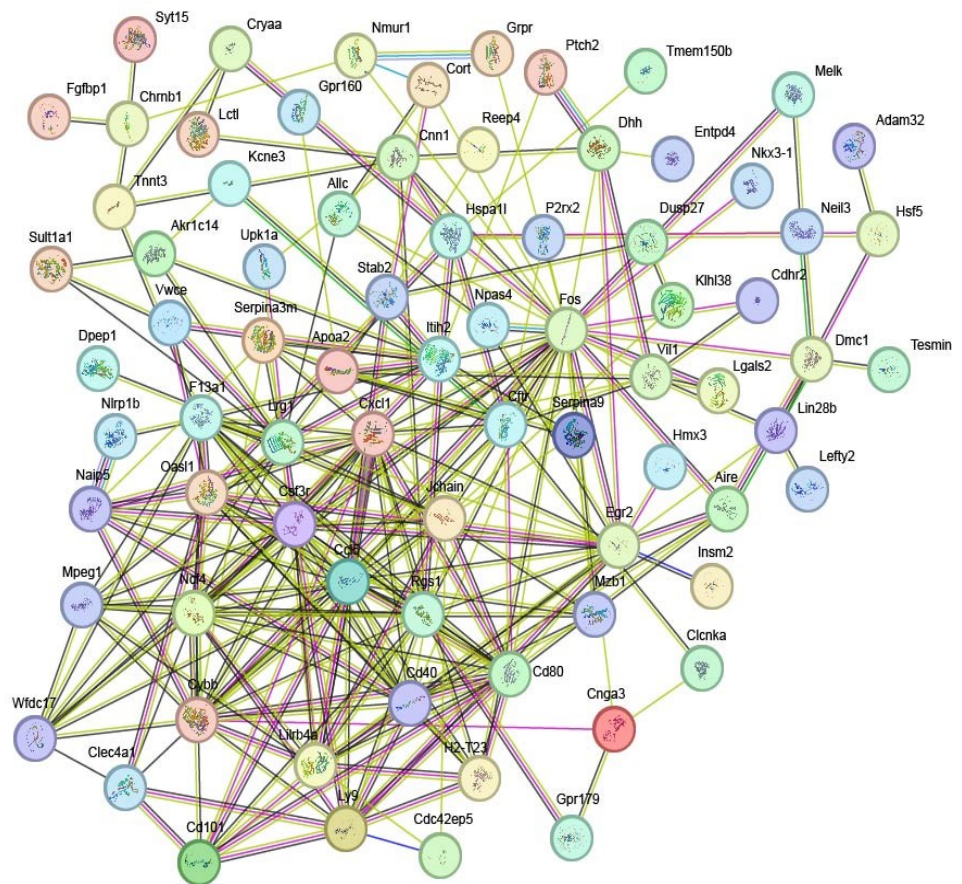 Syt15
Cryaa
Nmur1
Grpr
Ptch2
Tmem150b
Fgfbp1
Chrnb1
Lctl
Gpr160
Cort
Melk
Adam32
Kcne3
Cnn1
Reep4
Dhh
Entpd4
Nkx3-1
Tnnt3
Allc
Hspa1l
P2rx2
Dusp27
Neil3
Hsf5
Sult1a1
Akr1c14
Upk1a
Stab2
Klhl38
Cdhr2
Vwce
Serpina3m
Apoa2
Itih2
Npas4
Fos
Vil1
Lgals2
Dmc1
Tesmin
Dpep1
F13a1
Lrg1
Cxcl1
Cftr
Serpina9
Lin28b
Nlrp1b
Hmx3
Lefty2
Naip5
Oasl1
Csf3r
Jchain
Egr2
Aire
Mpeg1
Ncf4
Rgs1
Mzb1
Insm2
Cybb
Cd40
Cd80
Clcnka
Wfdc17
Clec4a1
Lilrb4a
H2-T23
Cnga3
Cd101
Ly9
Cdc42ep5
Gpr179